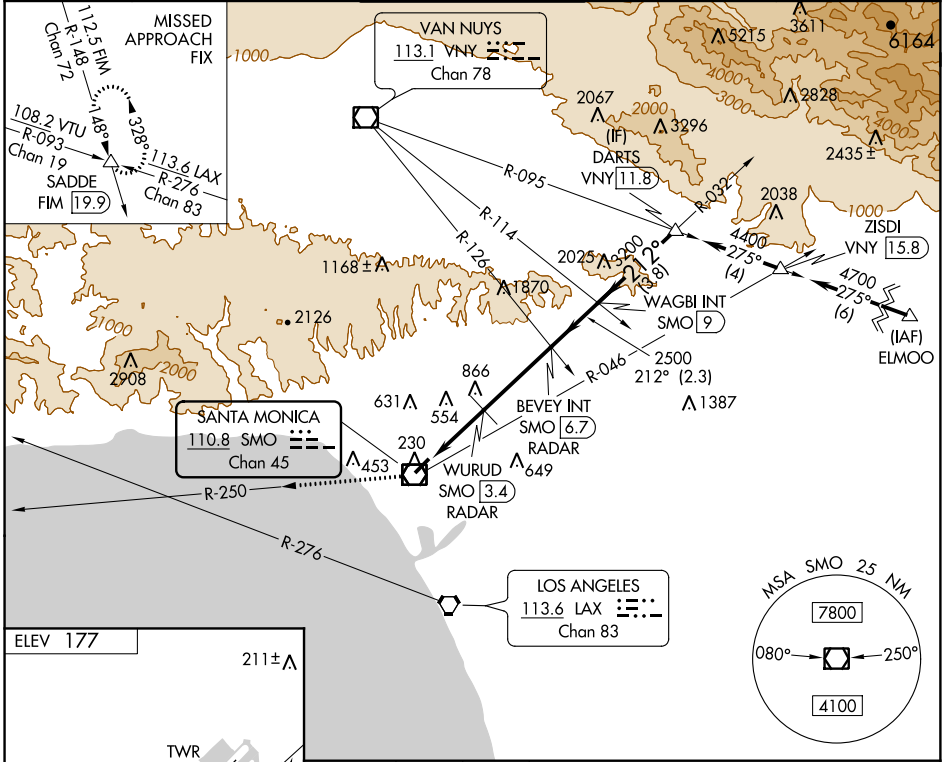 MISSED
APPROACH
FIX
112.5 FIM
R-148
Chan 72
148°
328°
108.2 VTU
R-093
Chan 19
113.6 LAX
R-276
Chan 83
SADDE
FIM 19.9
1000
VAN NUYS
113.1 VNY
Chan 78
5215
3611
6164
4000
3000
2828
4000
2435±
2067
2000
3296
(IF)
DARTS
VNY 11.8
R-095
R-032
R-114
R-126
2038
1000
ZISDI
VNY 15.8
4400
275°
(4)
4700
275°
(6)
(IAF)
ELMOO
1168±
2025
3200
212°
(3.8)
1870
WAGBI INT
SMO 9
2126
1000
2908
2000
R-046
2500
212° (2.3)
1387
866
631
554
BEVEY INT
SMO 6.7
RADAR
SANTA MONICA
110.8 SMO
Chan 45
230
453
649
WURUD
SMO 3.4
RADAR
R-250
R-276
LOS ANGELES
113.6 LAX
Chan 83
MSA SMO 25 NM
7800
080°
250°
4100
ELEV 177
211±
TWR